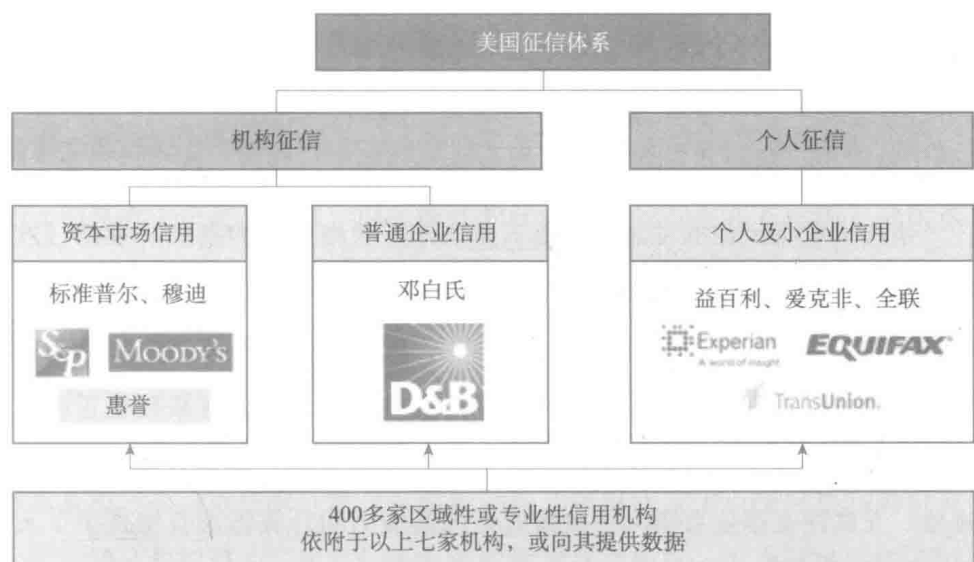 美国征信体系
机构征信
个人征信
资本市场信用
普通企业信用
个人及小企业信用
标准普尔、穆迪
S&P
MOODY'S
惠誉
邓白氏
D&B
益百利、爱克非、全联
Experian
A world of insight
EQUIFAX
TransUnion.
400多家区域性或专业性信用机构
依附于以上七家机构，或向其提供数据